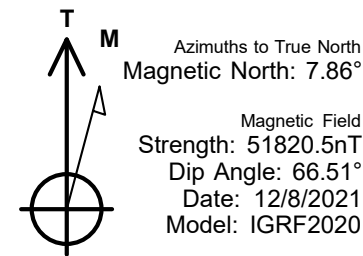 T
M
Azimuths to True North
Magnetic North: 7.86°
Magnetic Field
Strength: 51820.5nT
Dip Angle: 66.51°
Date: 12/8/2021
Model: IGRF2020